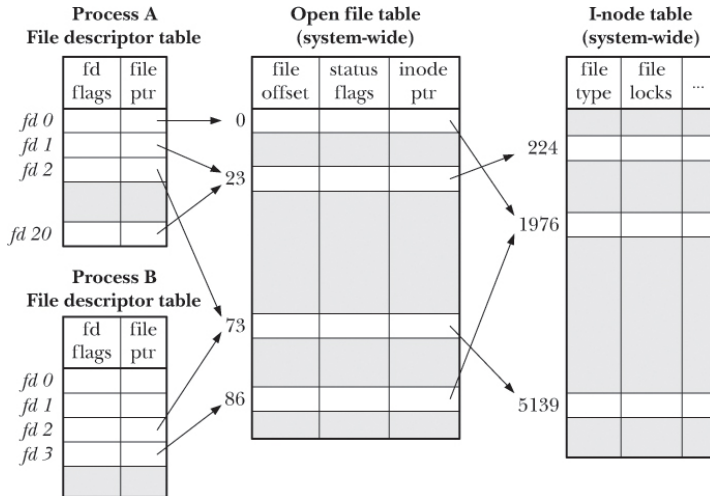 Process A
File descriptor table
fd
flags
file
ptr
fd 0
fd 1
fd 2
fd 20
Process B
File descriptor table
fd
flags
file
ptr
fd 0
fd 1
fd 2
fd 3
Open file table
(system-wide)
file
offset
status
flags
inode
ptr
0
23
73
86
I-node table
(system-wide)
file
type
file
locks
...
224
1976
5139